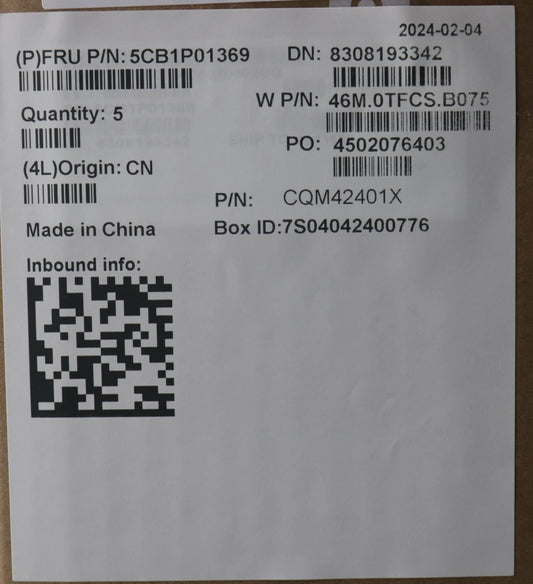 2024-02-04
(P)FRU P/N: 5CB1P01369
DN: 8308193342
Quantity: 5
W P/N: 46M.0TFCS.B075
PO: 4502076403
(4L)Origin: CN
P/N: CQM42401X
Made in China
Box ID:7S04042400776
Inbound info: